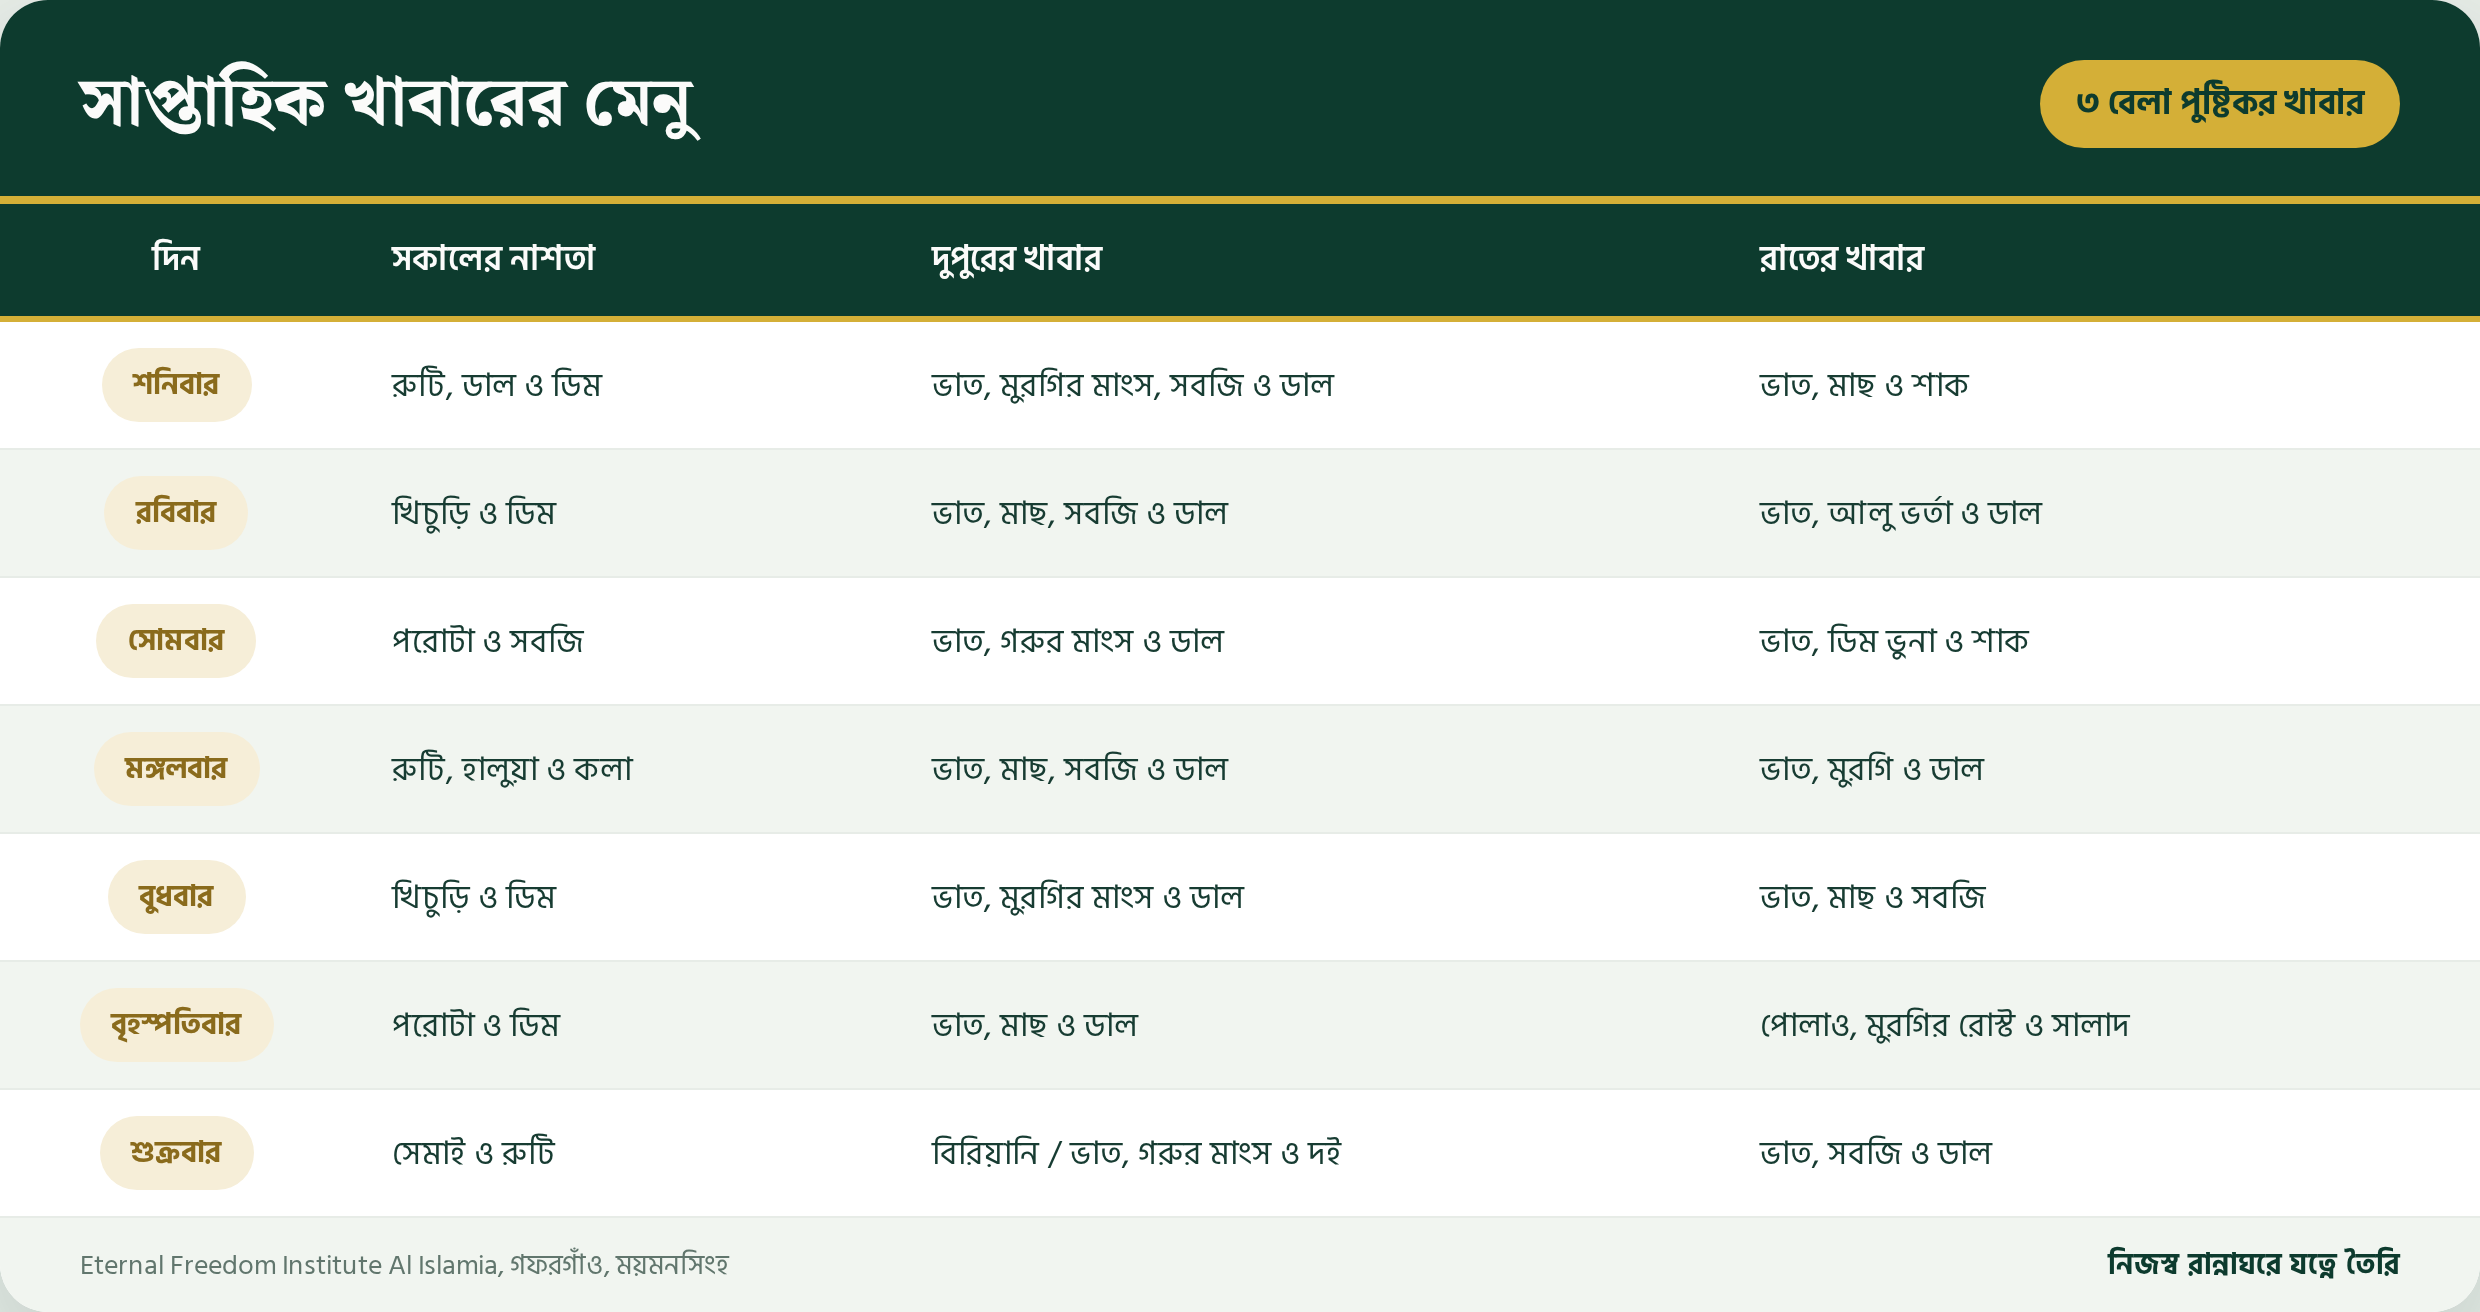 সাপ্তাহিক খাবারের মেনু
৩ বেলা পুষ্টিকর খাবার
দিন সকালের নাশতা দুপুরের খাবার রাতের খাবার
শনিবার রুটি, ডাল ও ডিম ভাত, মুরগির মাংস, সবজি ও ডাল ভাত, মাছ ও শাক
রবিবার খিচুড়ি ও ডিম ভাত, মাছ, সবজি ও ডাল ভাত, আলু ভর্তা ও ডাল
সোমবার পরোটা ও সবজি ভাত, গরুর মাংস ও ডাল ভাত, ডিম ভুনা ও শাক
মঙ্গলবার রুটি, হালুয়া ও কলা ভাত, মাছ, সবজি ও ডাল ভাত, মুরগি ও ডাল
বুধবার খিচুড়ি ও ডিম ভাত, মুরগির মাংস ও ডাল ভাত, মাছ ও সবজি
বৃহস্পতিবার পরোটা ও ডিম ভাত, মাছ ও ডাল পোলাও, মুরগির রোস্ট ও সালাদ
শুক্রবার সেমাই ও রুটি বিরিয়ানি / ভাত, গরুর মাংস ও দই ভাত, সবজি ও ডাল
Eternal Freedom Institute Al Islamia, গফরগাঁও, ময়মনসিংহ
নিজস্ব রান্নাঘরে যত্নে তৈরি